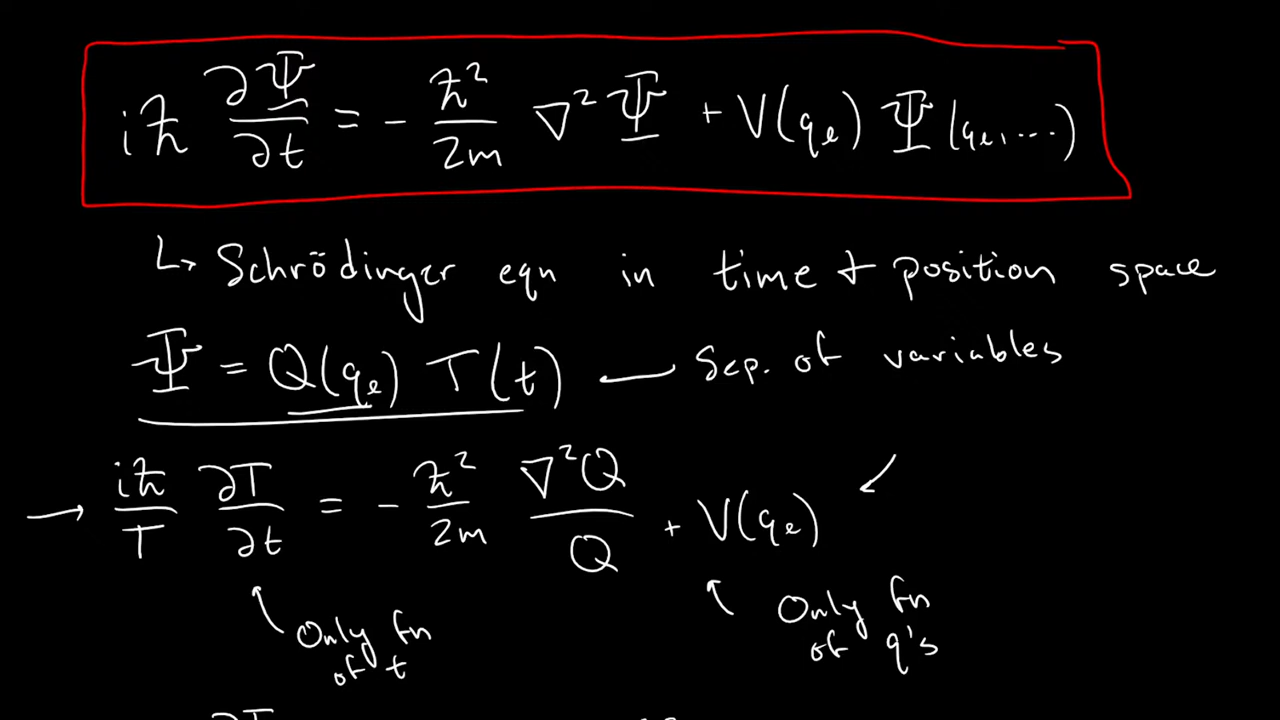 iħ ∂Ψ/∂t = - ħ²/2m ∇²Ψ + V(qₑ) Ψ(qₑ, ....)
↳ Schrödinger eqn in time + position space
Ψ = Q(qₑ) T(t) — Sep. of variables
→ iħ/T ∂T/∂t = - ħ²/2m ∇²Q/Q + V(qₑ) ↙
Only fn
of t
Only fn
of q's
∂T